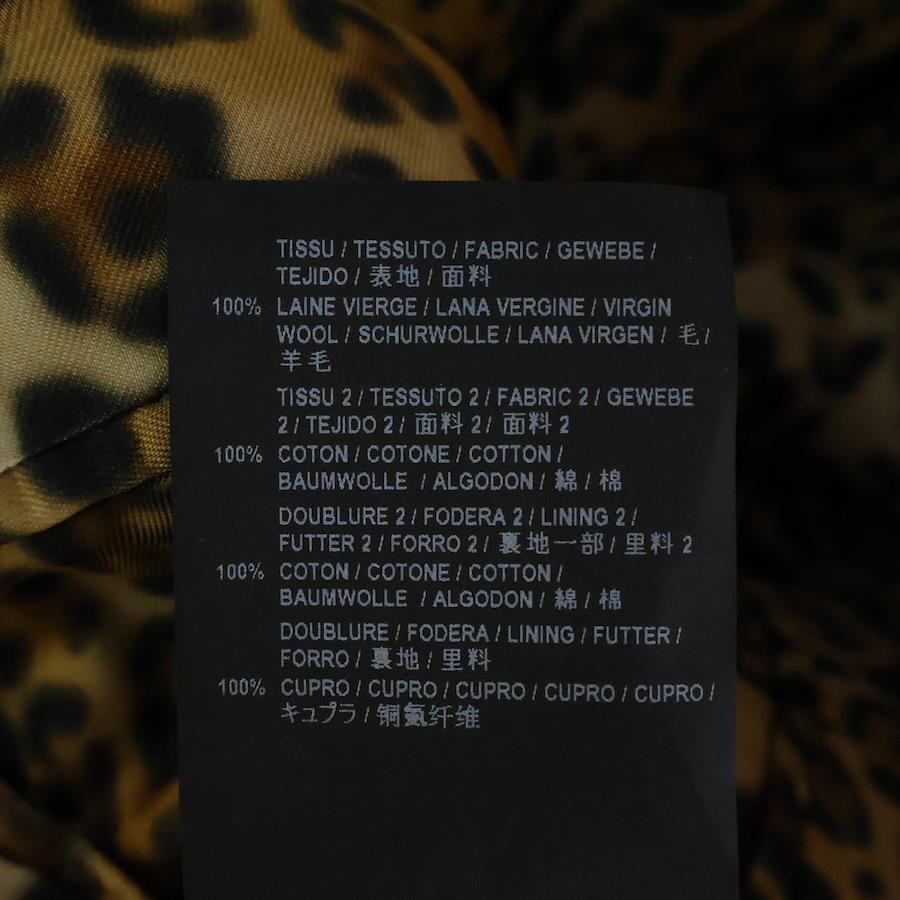 TISSU / TESSUTO / FABRIC / GEWEBE /
TEJIDO / 表地 / 面料
100% LAINE VIERGE / LANA VERGINE / VIRGIN
WOOL / SCHURWOLLE / LANA VIRGEN / 毛 /
羊毛
TISSU 2 / TESSUTO 2 / FABRIC 2 / GEWEBE
2 / TEJIDO 2 / 面料 2 / 面料 2
100% COTON / COTONE / COTTON /
BAUMWOLLE / ALGODON / 綿 / 棉
DOUBLURE 2 / FODERA 2 / LINING 2 /
FUTTER 2 / FORRO 2 / 裏地一部 / 里料 2
100% COTON / COTONE / COTTON /
BAUMWOLLE / ALGODON / 綿 / 棉
DOUBLURE / FODERA / LINING / FUTTER /
FORRO / 裏地 / 里料
100% CUPRO / CUPRO / CUPRO / CUPRO / CUPRO /
キュプラ / 铜氨纤维